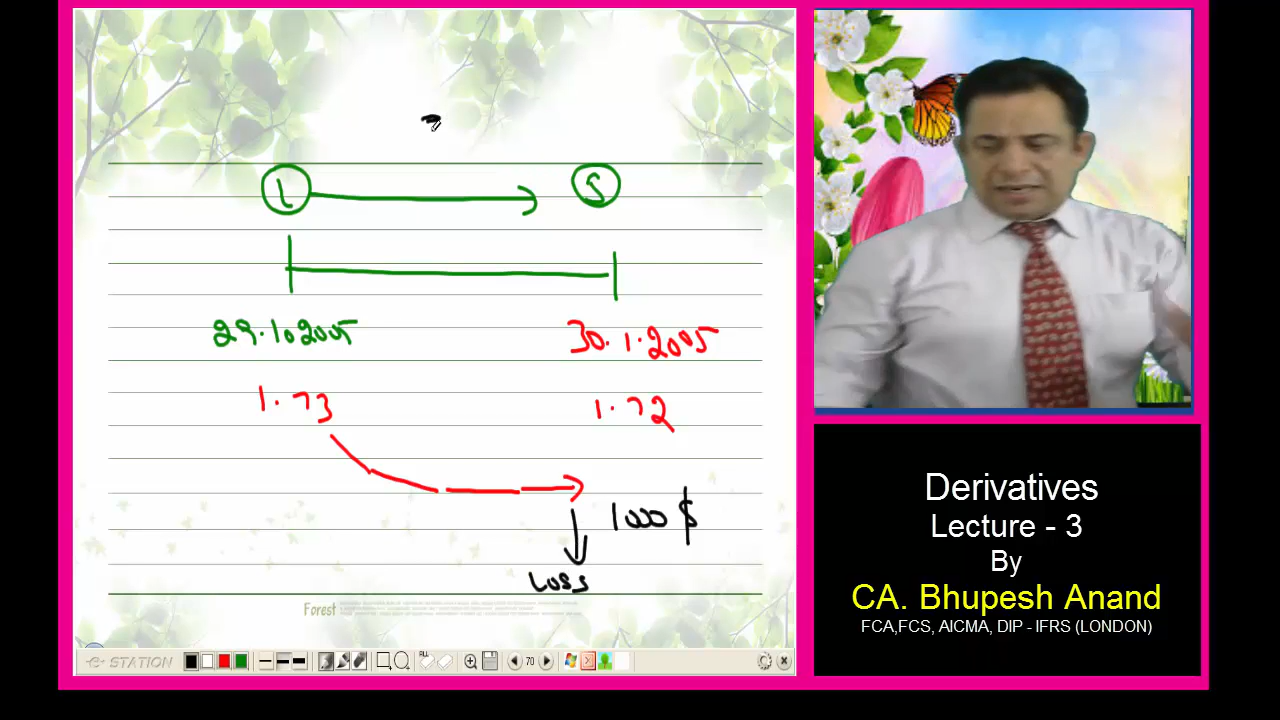 L S
29.10 2005 30.1.2005
1.73 1.72
1000 $
Loss
Forest
e-STATION
70
Derivatives
Lecture - 3
By
CA. Bhupesh Anand
FCA,FCS, AICMA, DIP - IFRS (LONDON)